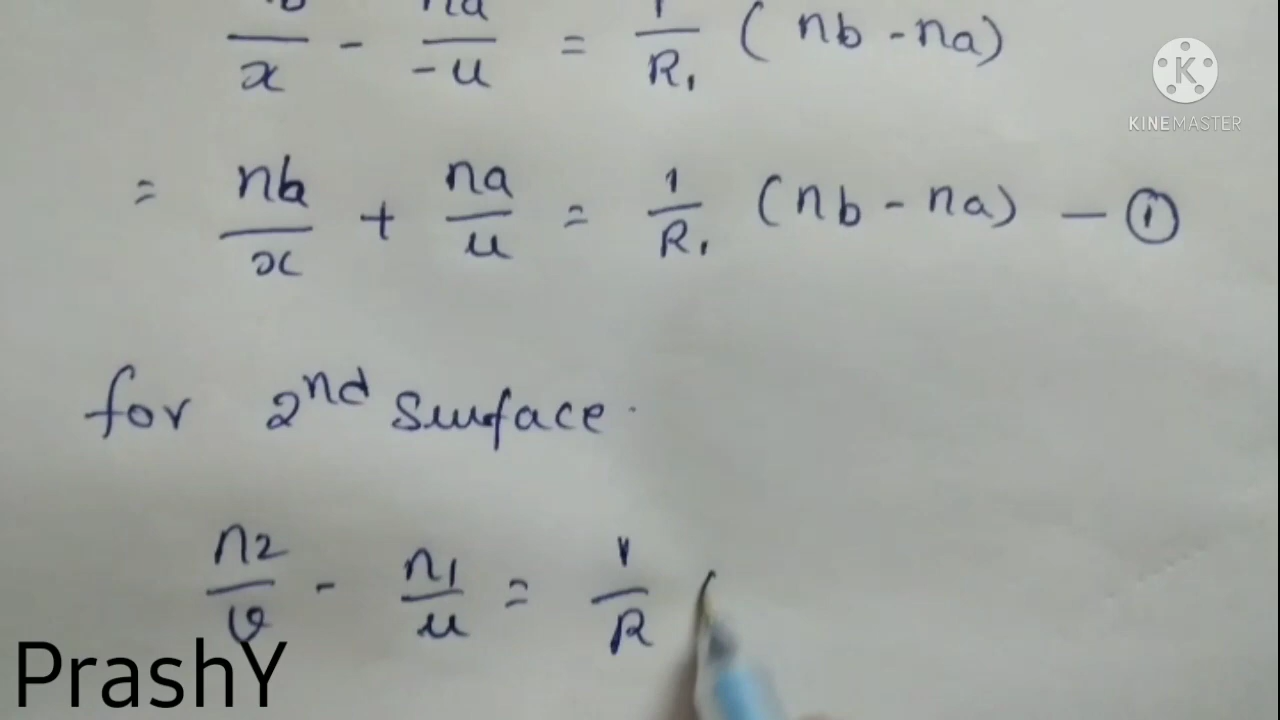 nb/x - na/-u = 1/R₁ (nb - na)
KINEMASTER
= nb/x + na/u = 1/R₁ (nb - na) — ①
for 2nd surface.
n2/v - n1/u = 1/R (
PrashY